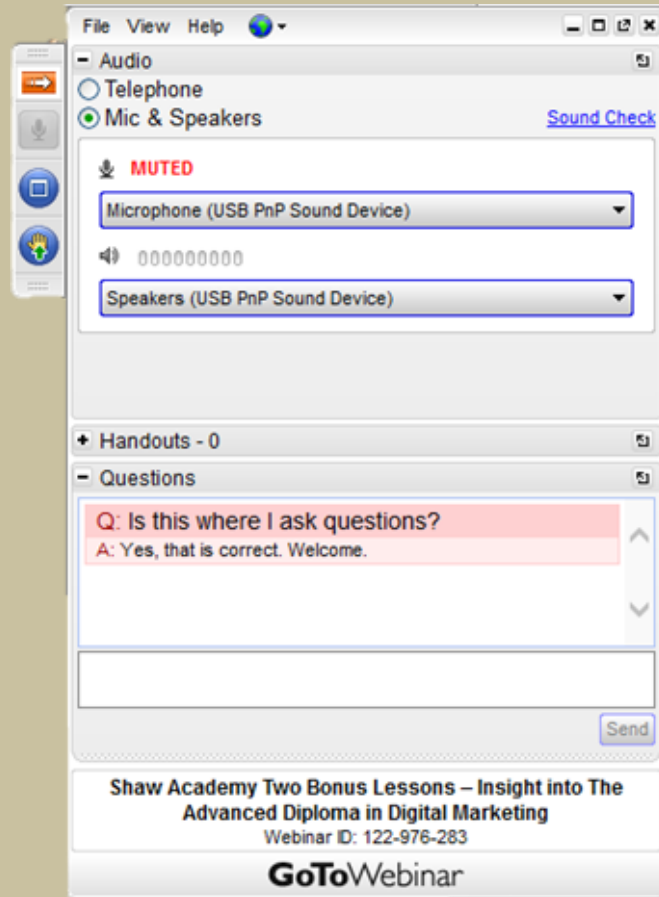 File View Help
Audio
Telephone
Mic & Speakers Sound Check
MUTED
Microphone (USB PnP Sound Device)
000000000
Speakers (USB PnP Sound Device)
Handouts - 0
Questions
Q: Is this where I ask questions?
A: Yes, that is correct. Welcome.
Send
Shaw Academy Two Bonus Lessons – Insight into The
Advanced Diploma in Digital Marketing
Webinar ID: 122-976-283
GoToWebinar